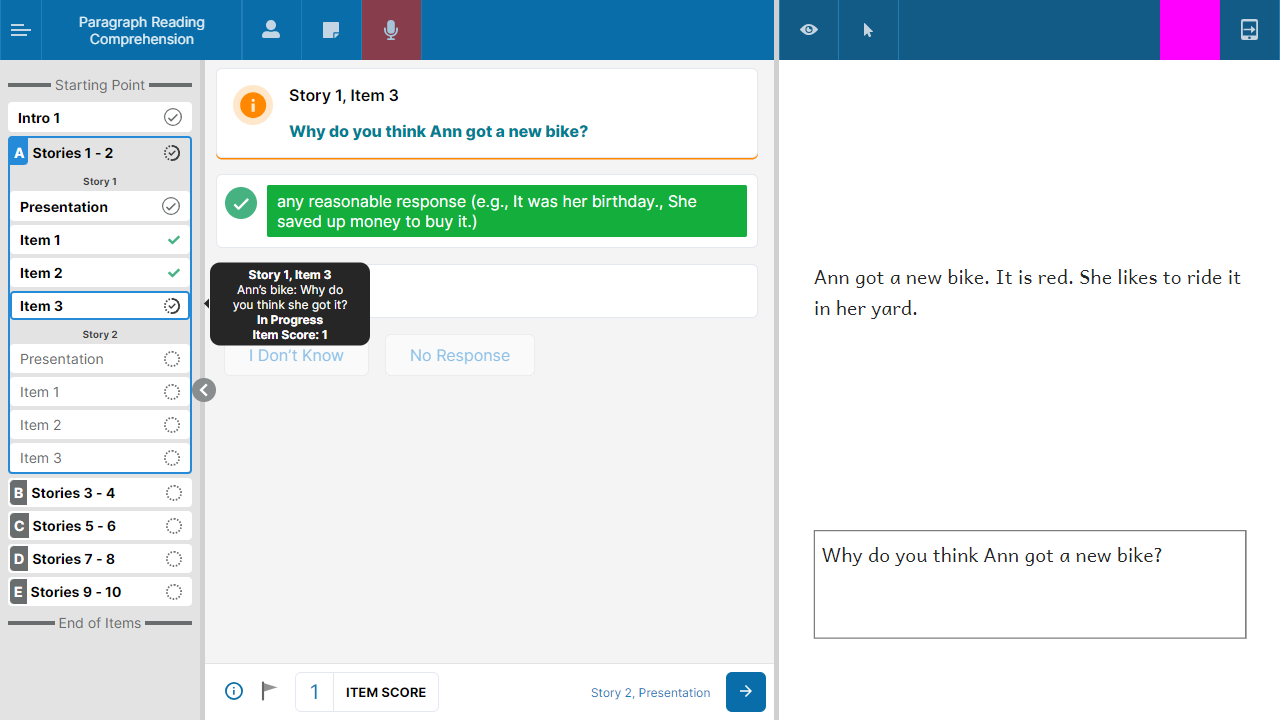 Paragraph Reading
Comprehension
Starting Point
Intro 1
A Stories 1 - 2
Story 1
Presentation
Item 1
Item 2
Item 3
Story 2
Presentation
Item 1
Item 2
Item 3
B Stories 3 - 4
C Stories 5 - 6
D Stories 7 - 8
E Stories 9 - 10
End of Items
Story 1, Item 3
Why do you think Ann got a new bike?
any reasonable response (e.g., It was her birthday., She
saved up money to buy it.)
Story 1, Item 3
Ann's bike: Why do
you think she got it?
In Progress
Item Score: 1
I Don't Know
No Response
1 ITEM SCORE
Story 2, Presentation
Ann got a new bike. It is red. She likes to ride it
in her yard.
Why do you think Ann got a new bike?